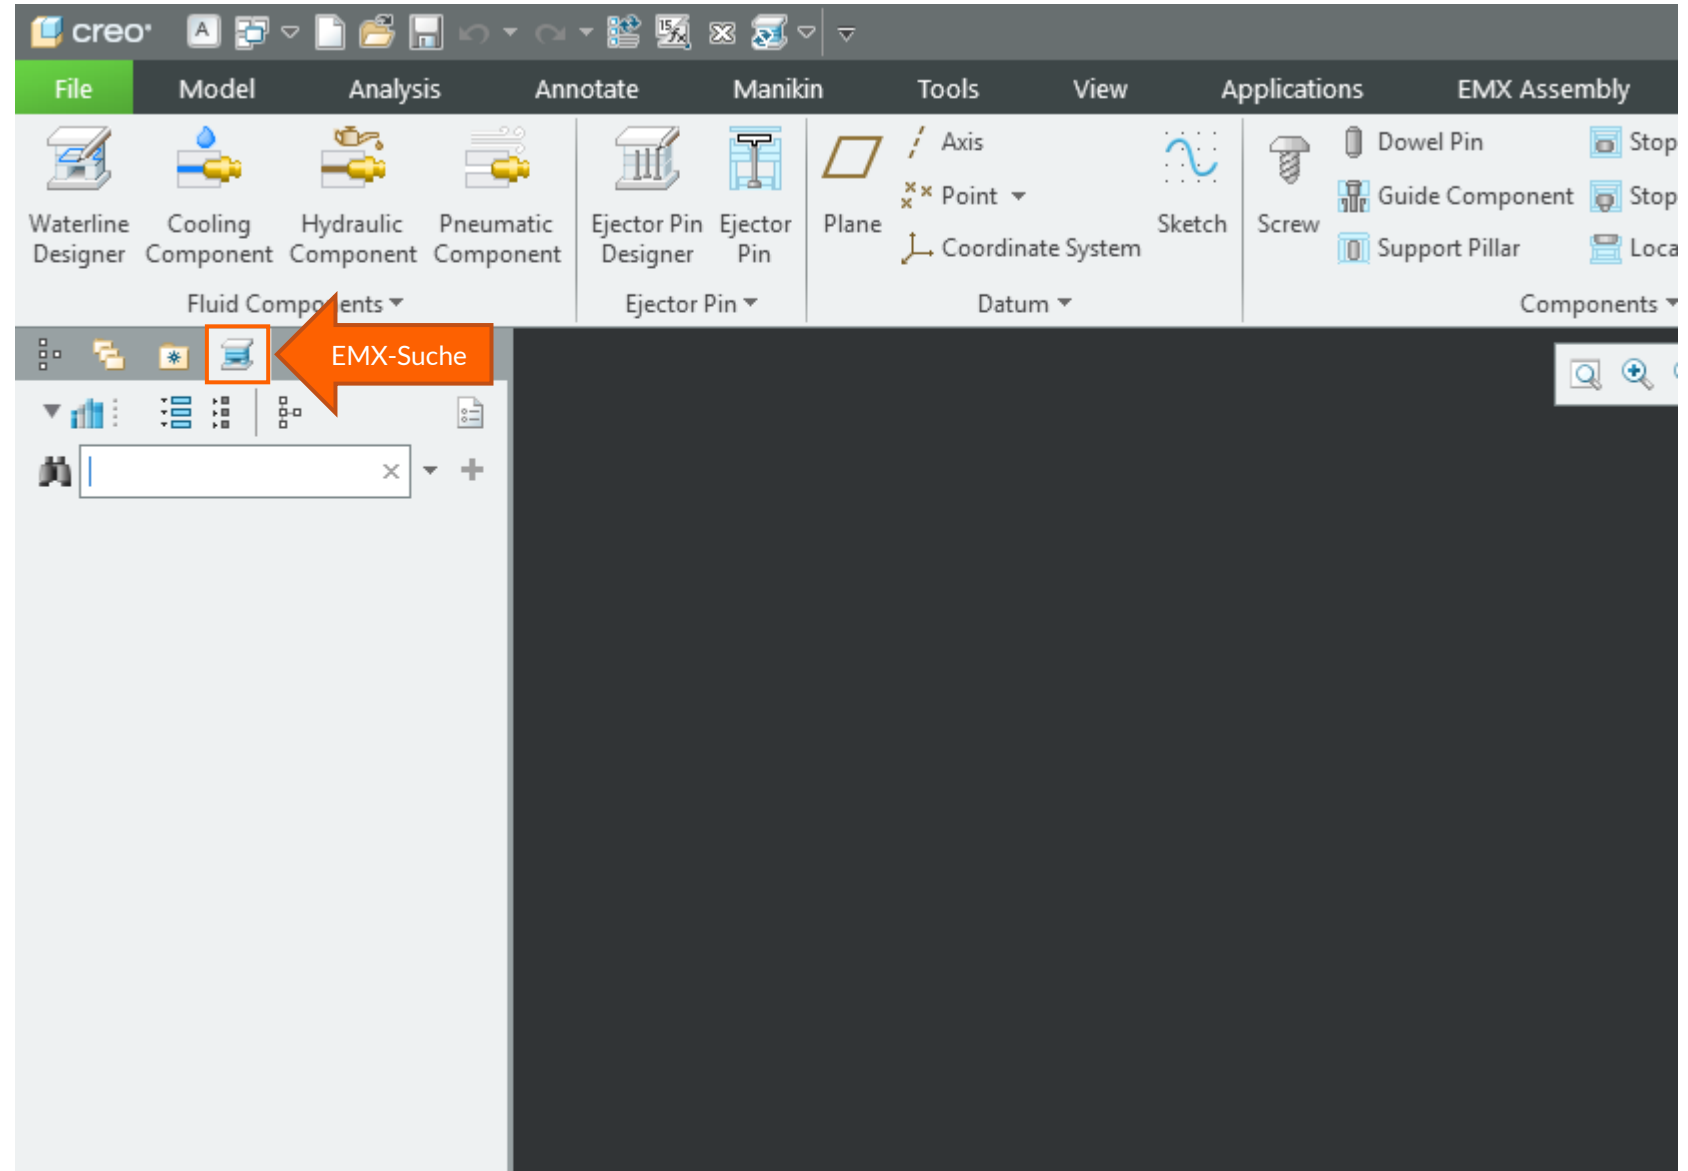 creo
File Model Analysis Annotate Manikin Tools View Applications EMX Assembly
Waterline Designer
Cooling Component
Hydraulic Component
Pneumatic Component
Fluid Components
Ejector Pin Designer
Ejector Pin
Ejector Pin
Plane
Axis
Point
Coordinate System
Sketch
Datum
Screw
Dowel Pin
Guide Component
Support Pillar
Stop
Stop
Loca
Components
EMX-Suche